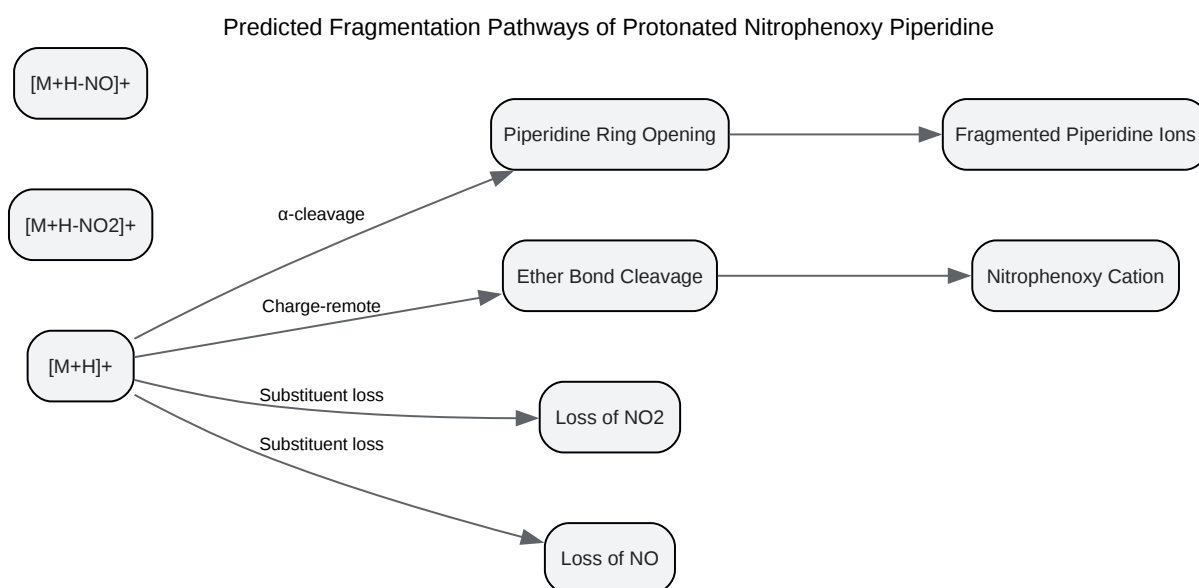 Predicted Fragmentation Pathways of Protonated Nitrophenoxy Piperidine
[M+H-NO]+
Piperidine Ring Opening
Fragmented Piperidine Ions
α-cleavage
[M+H-NO2]+
Ether Bond Cleavage
Nitrophenoxy Cation
Charge-remote
[M+H]+
Substituent loss
Loss of NO2
Substituent loss
Loss of NO